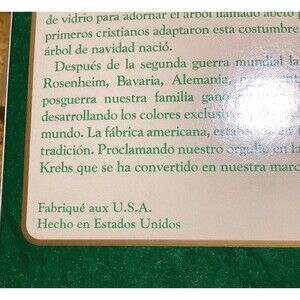 de vidrio para adornar el árbol llamado abeto
primeros cristianos adaptaron esta costumbre
árbol de navidad nació.
Después de la segunda guerra mundial la
Rosenheim, Bavaria, Alemania,
posguerra nuestra familia ganó
desarrollando los colores
mundo. La fábrica americana,
tradición. Proclamando nuestro orgullo en la
Krebs que se ha convertido en nuestra marc
Fabriqué aux U.S.A.
Hecho en Estados Unidos